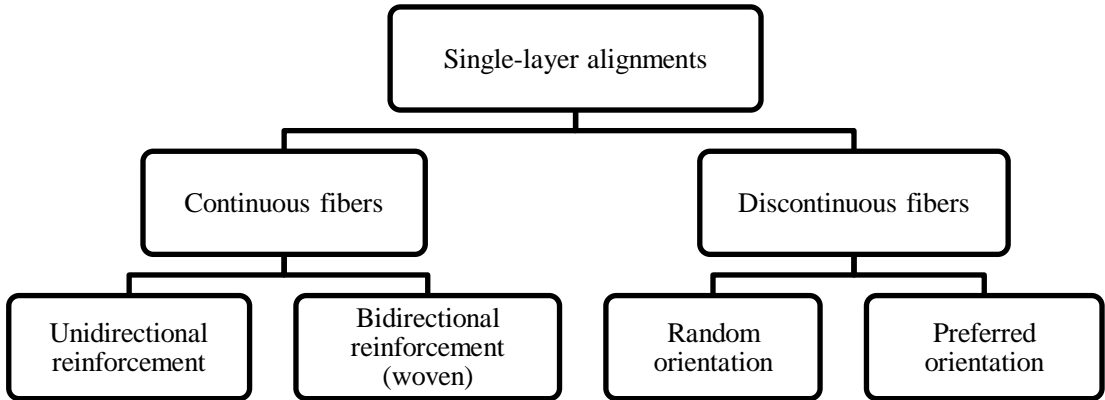 Single-layer alignments
Continuous fibers
Discontinuous fibers
Unidirectional
reinforcement
Bidirectional
reinforcement
(woven)
Random
orientation
Preferred
orientation